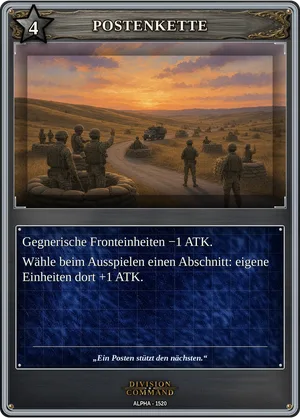 4
POSTENKETTE
Gegnerische Fronteinheiten −1 ATK.
Wähle beim Ausspielen einen Abschnitt: eigene
Einheiten dort +1 ATK.
„Ein Posten stützt den nächsten.“
DIVISION
COMMAND
ALPHA - 1520